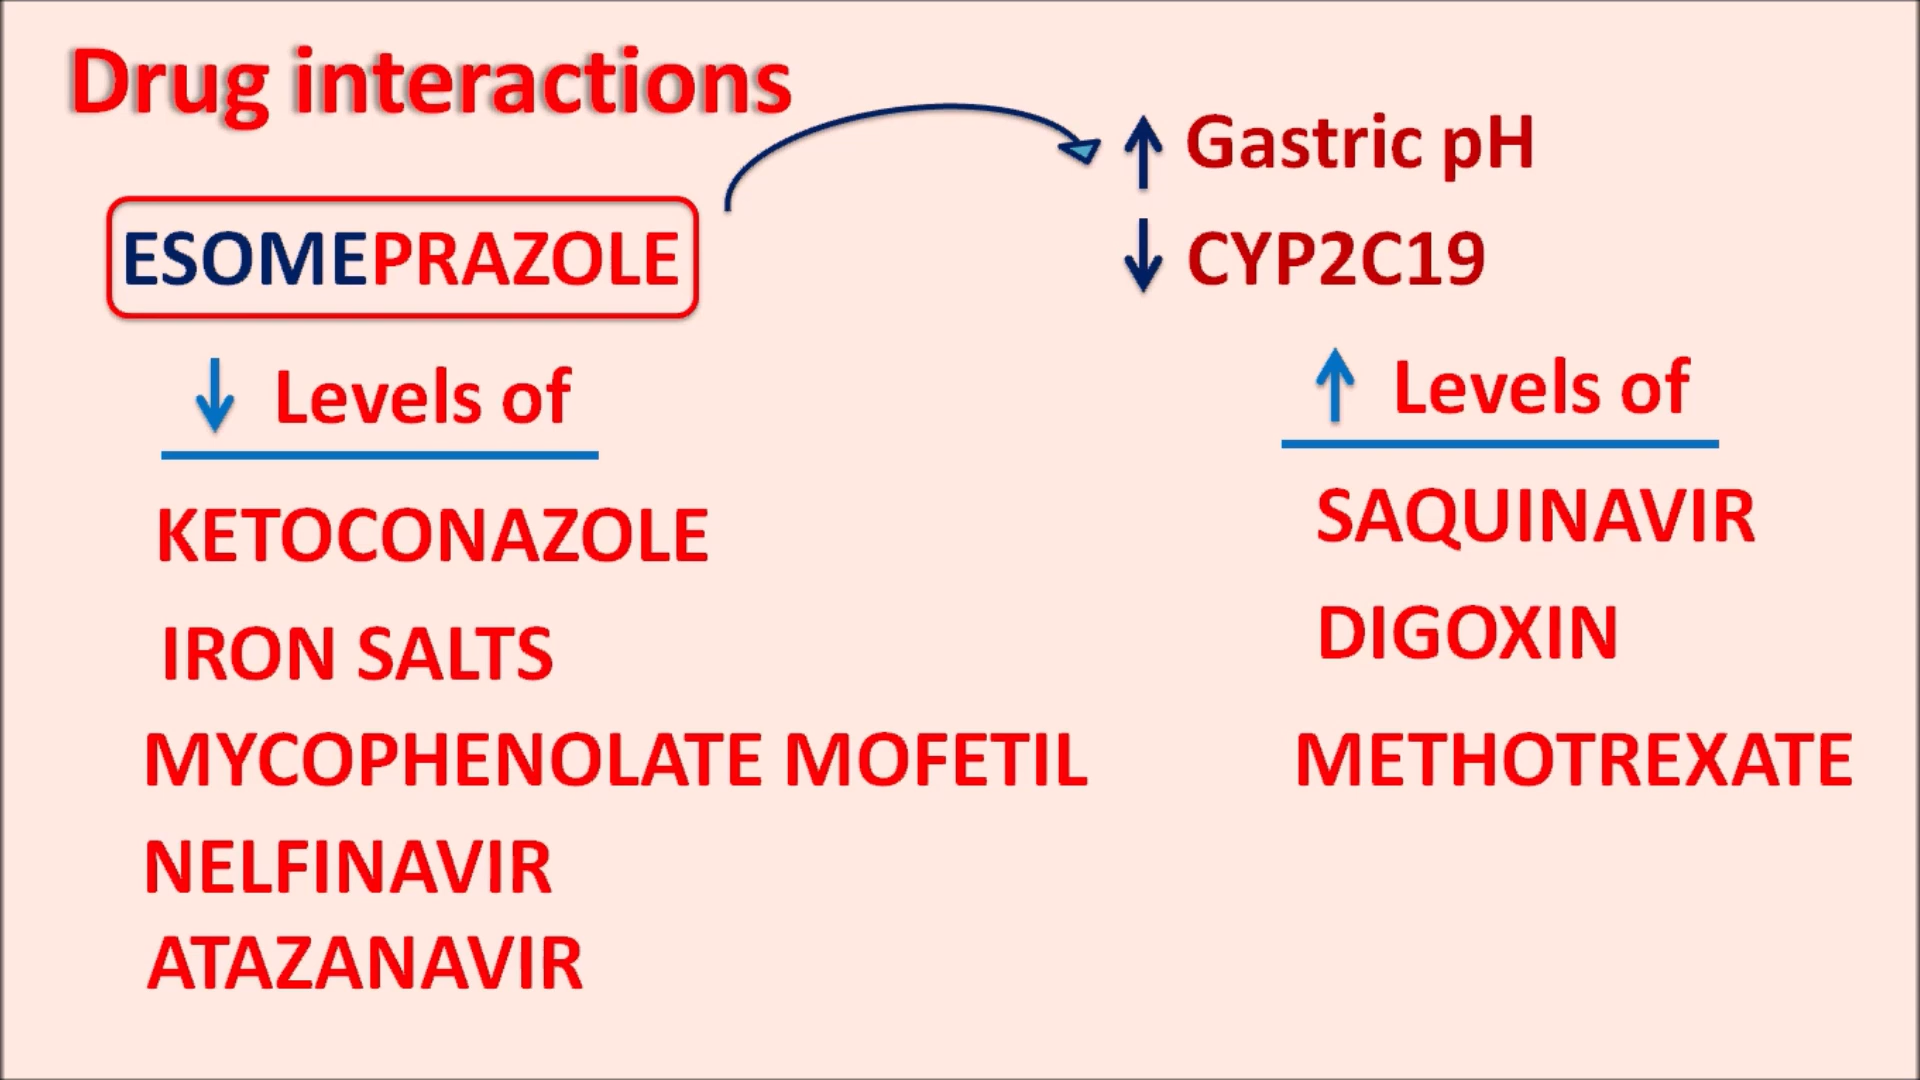 Drug interactions
ESOMEPRAZOLE
↑ Gastric pH
↓ CYP2C19
↓ Levels of
KETOCONAZOLE
IRON SALTS
MYCOPHENOLATE MOFETIL
NELFINAVIR
ATAZANAVIR
↑ Levels of
SAQUINAVIR
DIGOXIN
METHOTREXATE